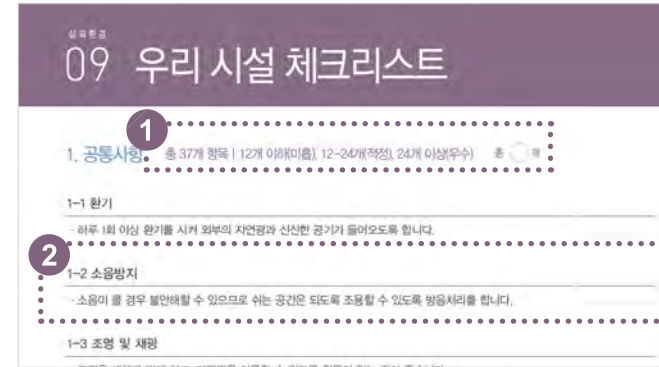 실외환경
09 우리 시설 체크리스트
1
1. 공통사항 총 37개 항목 | 12개 이하(미흡), 12-24개(적정), 24개 이상(우수) 총 개
1-1 환기
· 하루 1회 이상 환기를 시켜 외부의 자연광과 신선한 공기가 들어오도록 합니다.
2
1-2 소음방지
· 소음이 클 경우 불안해할 수 있으므로 쉬는 공간은 되도록 조용할 수 있도록 방음처리를 합니다.
1-3 조명 및 채광